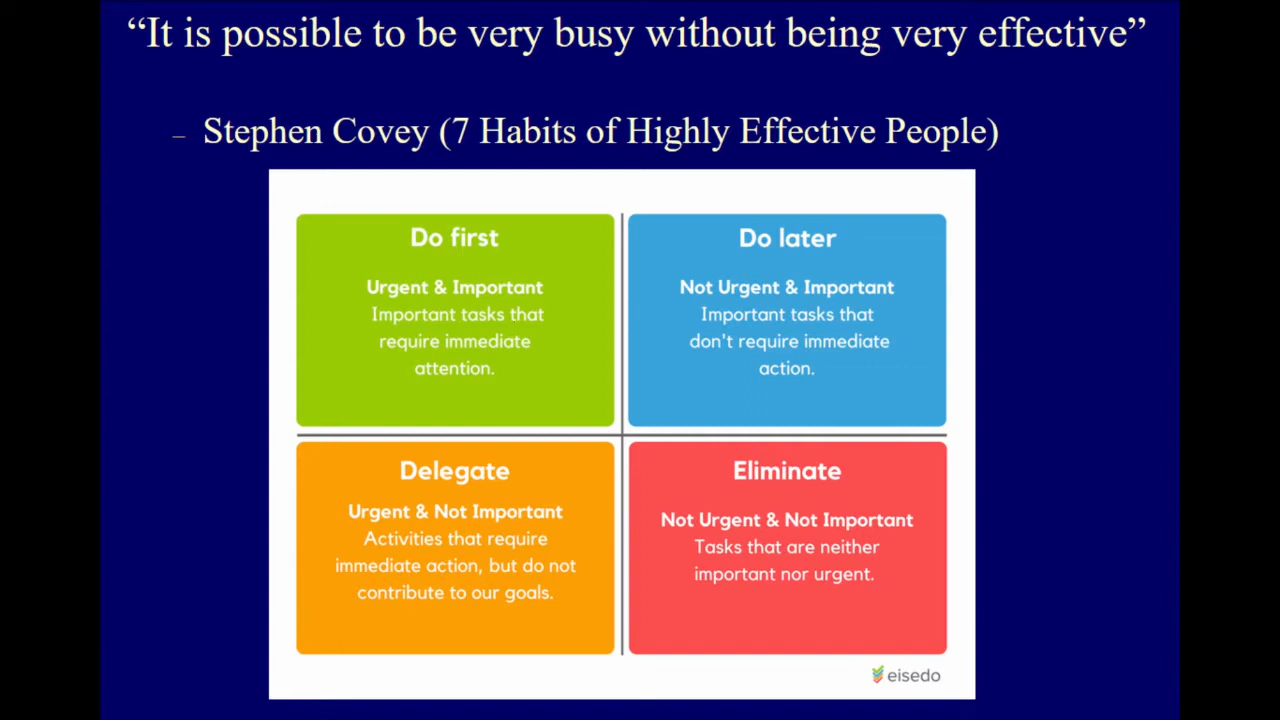 “It is possible to be very busy without being very effective”
– Stephen Covey (7 Habits of Highly Effective People)
Do first
Urgent & Important
Important tasks that
require immediate
attention.
Do later
Not Urgent & Important
Important tasks that
don't require immediate
action.
Delegate
Urgent & Not Important
Activities that require
immediate action, but do not
contribute to our goals.
Eliminate
Not Urgent & Not Important
Tasks that are neither
important nor urgent.
eisedo